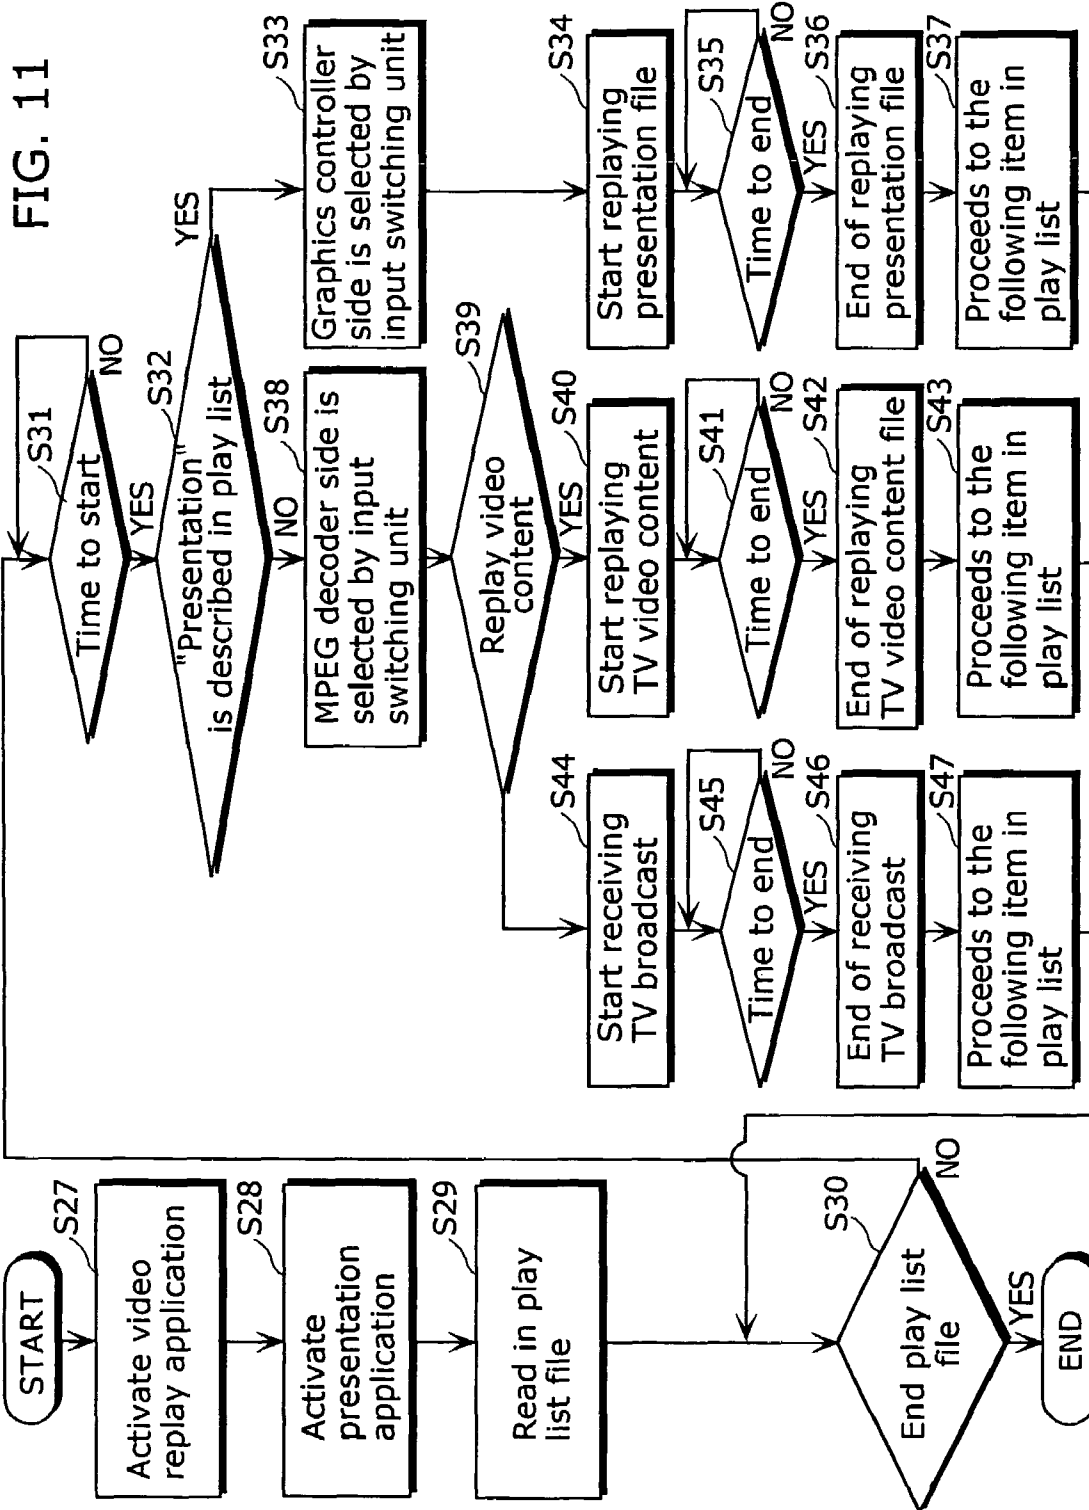 FIG. 11
START
S27
Activate video
replay application
S28
Activate
presentation
application
S29
Read in play
list file
S30
End play list
file
NO
YES
END
S31
Time to start
NO
YES
S32
"Presentation"
is described in play list
YES
NO
S33
Graphics controller
side is selected by
input switching unit
S34
Start replaying
presentation file
S35
Time to end
NO
YES
S36
End of replaying
presentation file
S37
Proceeds to the
following item in
play list
S38
MPEG decoder side is
selected by input
switching unit
S39
Replay video
content
YES
S40
Start replaying
TV video content
S41
Time to end
NO
YES
S42
End of replaying
TV video content file
S43
Proceeds to the
following item in
play list
S44
Start receiving
TV broadcast
S45
Time to end
NO
YES
S46
End of receiving
TV broadcast
S47
Proceeds to the
following item in
play list